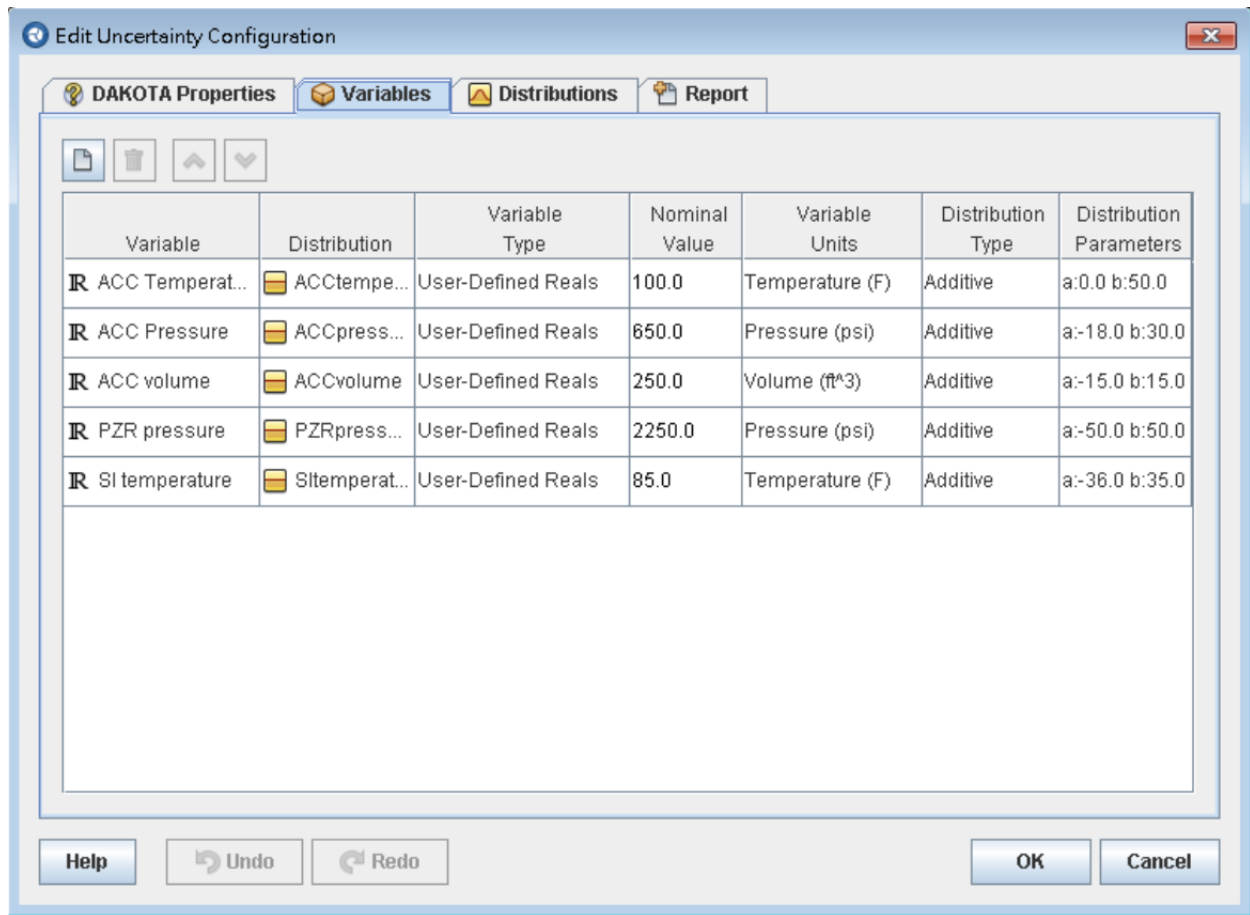 Edit Uncertainty Configuration
DAKOTA Properties Variables Distributions Report
Variable Distribution Variable Type Nominal Value Variable Units Distribution Type Distribution Parameters
R ACC Temperat... ACCtempe... User-Defined Reals 100.0 Temperature (F) Additive a:0.0 b:50.0
R ACC Pressure ACCpress... User-Defined Reals 650.0 Pressure (psi) Additive a:-18.0 b:30.0
R ACC volume ACCvolume User-Defined Reals 250.0 Volume (ft^3) Additive a:-15.0 b:15.0
R PZR pressure PZRpress... User-Defined Reals 2250.0 Pressure (psi) Additive a:-50.0 b:50.0
R SI temperature SItemperat... User-Defined Reals 85.0 Temperature (F) Additive a:-36.0 b:35.0
Help Undo Redo OK Cancel